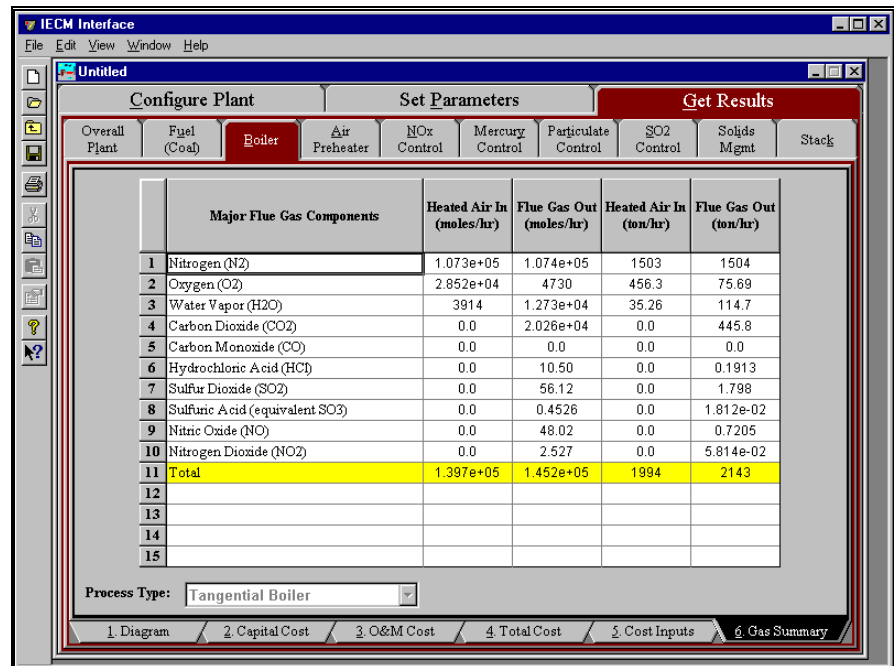 IECM Interface
File Edit View Window Help
Untitled
Configure Plant Set Parameters Get Results
Overall Plant Fuel (Coal) Boiler Air Preheater NOx Control Mercury Control Particulate Control SO2 Control Solids Mgmt Stack
Major Flue Gas Components Heated Air In (moles/hr) Flue Gas Out (moles/hr) Heated Air In (ton/hr) Flue Gas Out (ton/hr)
1 Nitrogen (N2) 1.073e+05 1.074e+05 1503 1504
2 Oxygen (O2) 2.852e+04 4730 456.3 75.69
3 Water Vapor (H2O) 3914 1.273e+04 35.26 114.7
4 Carbon Dioxide (CO2) 0.0 2.026e+04 0.0 445.8
5 Carbon Monoxide (CO) 0.0 0.0 0.0 0.0
6 Hydrochloric Acid (HCl) 0.0 10.50 0.0 0.1913
7 Sulfur Dioxide (SO2) 0.0 56.12 0.0 1.798
8 Sulfuric Acid (equivalent SO3) 0.0 0.4526 0.0 1.812e-02
9 Nitric Oxide (NO) 0.0 48.02 0.0 0.7205
10 Nitrogen Dioxide (NO2) 0.0 2.527 0.0 5.814e-02
11 Total 1.397e+05 1.452e+05 1994 2143
12
13
14
15
Process Type: Tangential Boiler
1. Diagram 2. Capital Cost 3. O&M Cost 4. Total Cost 5. Cost Inputs 6. Gas Summary